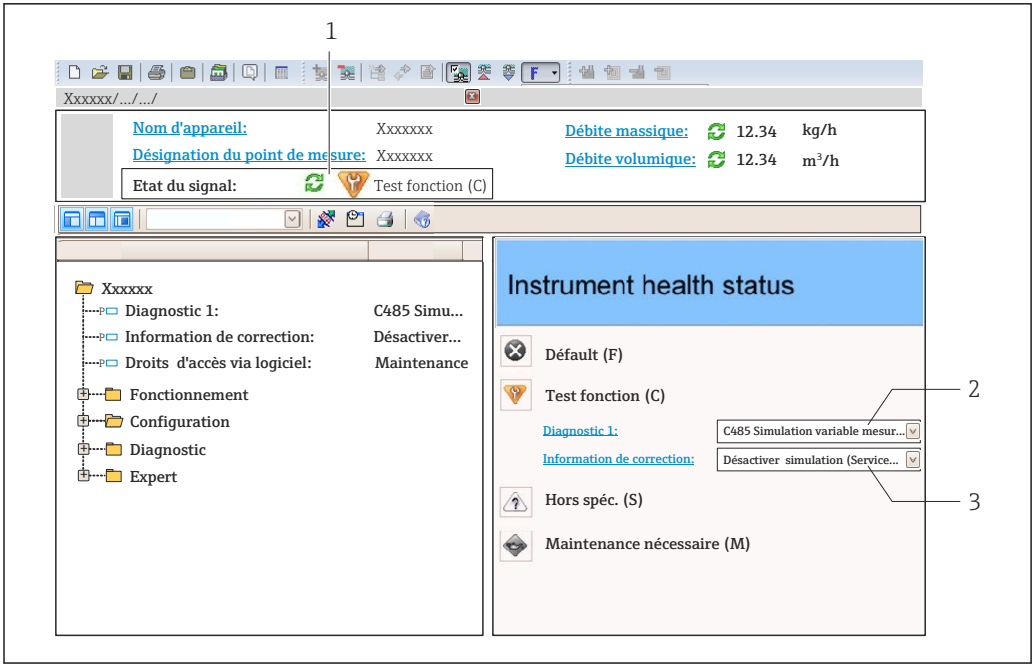 1
F
Xxxxxx/.../.../
Nom d'appareil: Xxxxxxx Débite massique: 12.34 kg/h
Désignation du point de mesure: Xxxxxxx Débite volumique: 12.34 m³/h
Etat du signal: Test fonction (C)
Xxxxxx
P Diagnostic 1: C485 Simu...
P Information de correction: Désactiver...
P Droits d'accès via logiciel: Maintenance
Fonctionnement
Configuration
Diagnostic
Expert
Instrument health status
Défault (F)
Test fonction (C)
2
Diagnostic 1: C485 Simulation variable mesur...
Information de correction: Désactiver simulation (Service...
3
Hors spéc. (S)
Maintenance nécessaire (M)